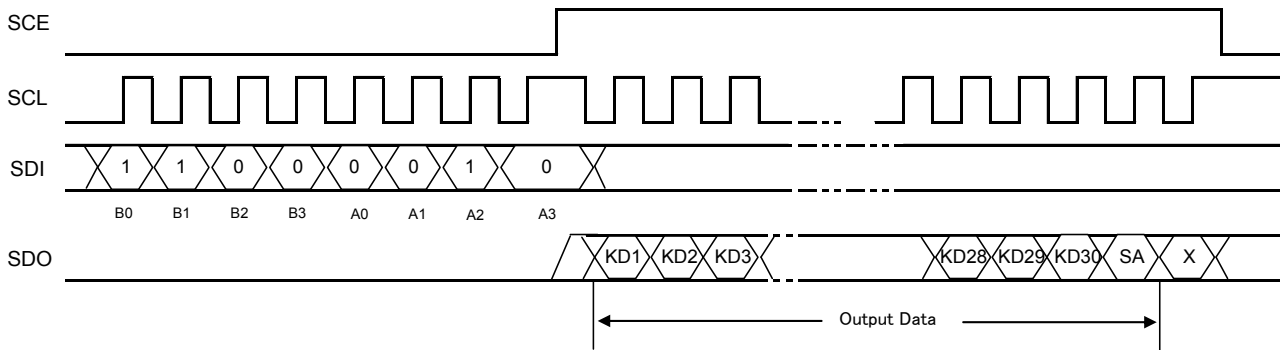 SCE
SCL
SDI 1 1 0 0 0 0 1 0
B0 B1 B2 B3 A0 A1 A2 A3
SDO KD1 KD2 KD3 KD28 KD29 KD30 SA X
Output Data